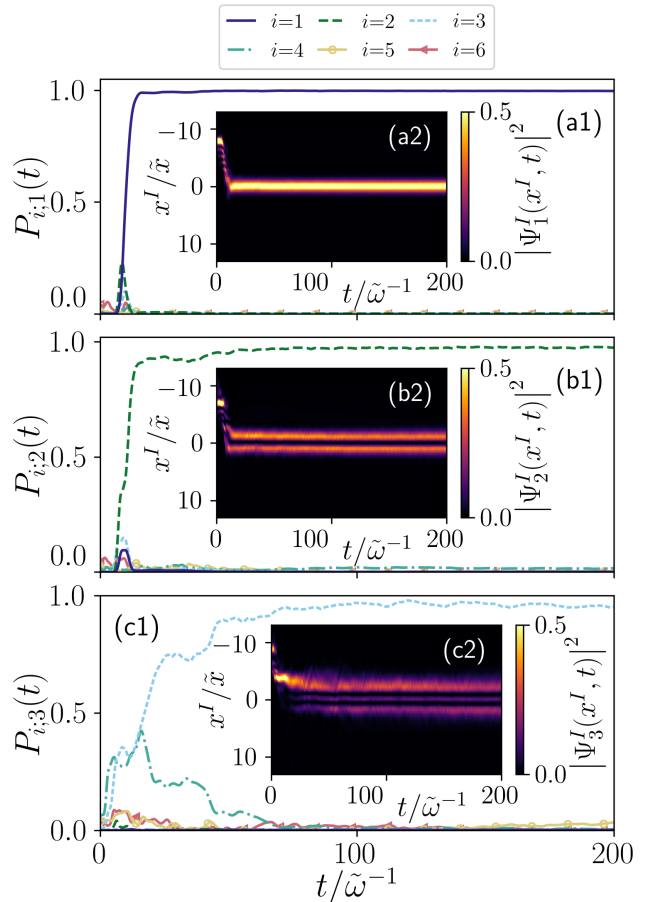 i=1 i=2 i=3
i=4 i=5 i=6
1.0
0.5
0.0
P_{i;1}(t)
(a1)
(a2)
−10
0
10
x^I/x̃
0 100 200
t/ω̃^{−1}
0.5
0.0
|Ψ_1^I(x^I, t)|^2
1.0
0.5
0.0
P_{i;2}(t)
(b1)
(b2)
−10
0
10
x^I/x̃
0 100 200
t/ω̃^{−1}
0.5
0.0
|Ψ_2^I(x^I, t)|^2
1.0
0.5
0.0
P_{i;3}(t)
(c1)
(c2)
−10
0
10
x^I/x̃
0 100 200
t/ω̃^{−1}
0.5
0.0
|Ψ_3^I(x^I, t)|^2
0 100 200
t/ω̃^{−1}